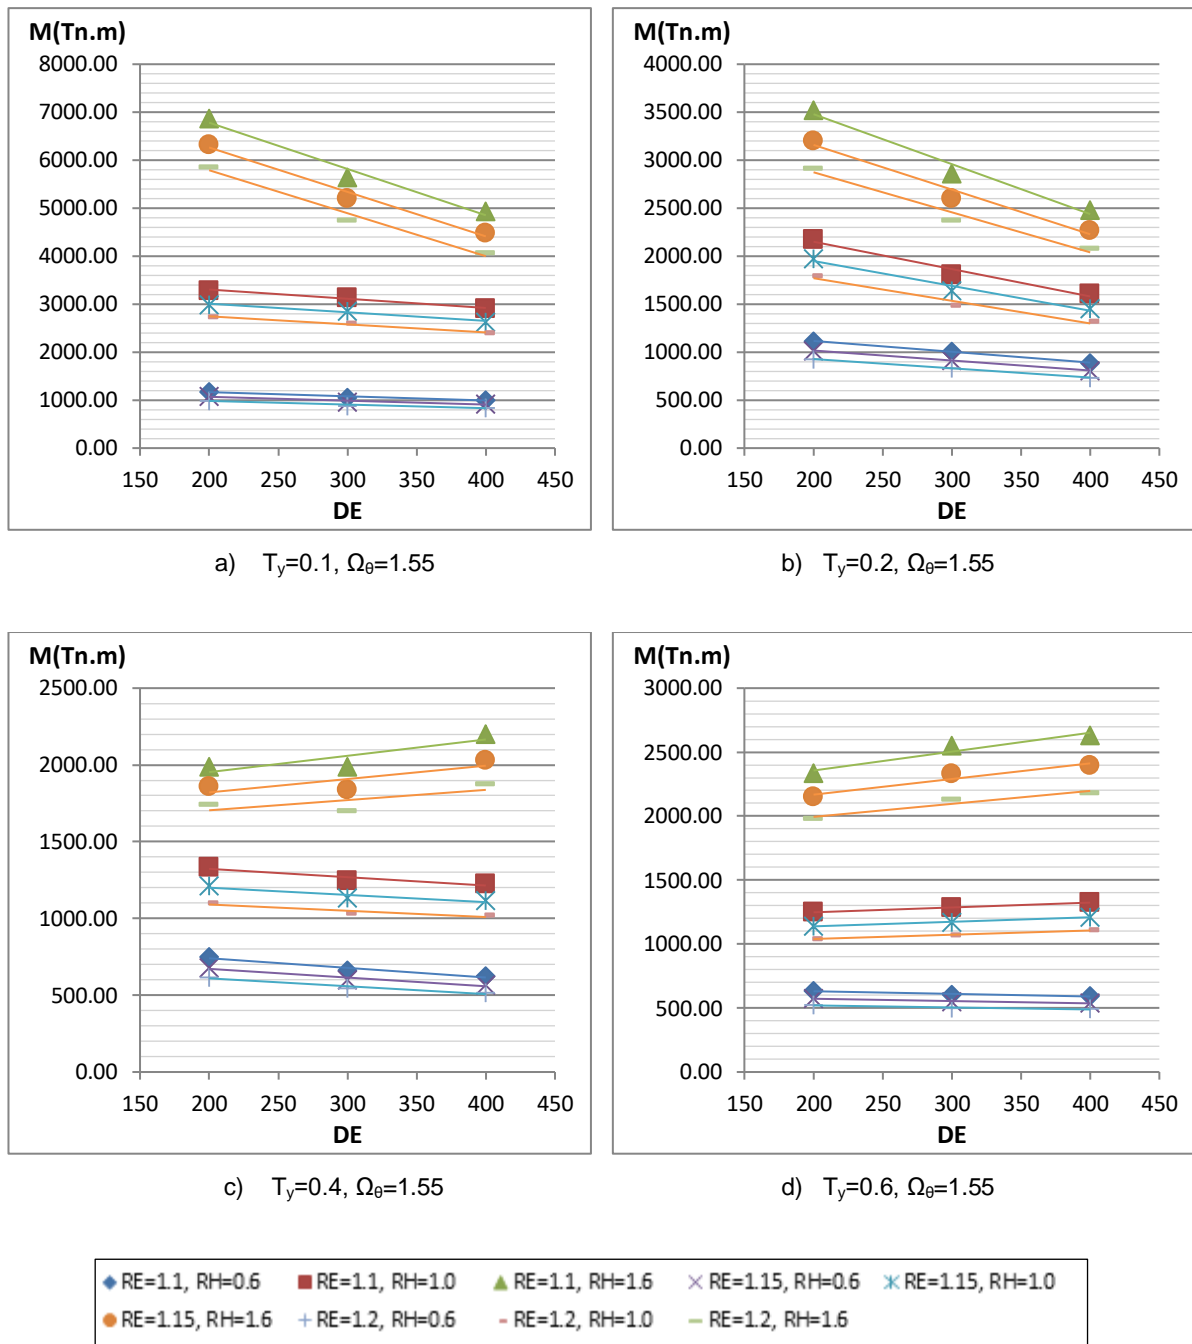 M(Tn.m)
8000.00
7000.00
6000.00
5000.00
4000.00
3000.00
2000.00
1000.00
0.00
150 200 250 300 350 400 450
DE
a) Ty=0.1, Ωθ=1.55
M(Tn.m)
4000.00
3500.00
3000.00
2500.00
2000.00
1500.00
1000.00
500.00
0.00
150 200 250 300 350 400 450
DE
b) Ty=0.2, Ωθ=1.55
M(Tn.m)
2500.00
2000.00
1500.00
1000.00
500.00
0.00
150 200 250 300 350 400 450
DE
c) Ty=0.4, Ωθ=1.55
M(Tn.m)
3000.00
2500.00
2000.00
1500.00
1000.00
500.00
0.00
150 200 250 300 350 400 450
DE
d) Ty=0.6, Ωθ=1.55
RE=1.1, RH=0.6 RE=1.1, RH=1.0 RE=1.1, RH=1.6 RE=1.15, RH=0.6 RE=1.15, RH=1.0
RE=1.15, RH=1.6 RE=1.2, RH=0.6 RE=1.2, RH=1.0 RE=1.2, RH=1.6